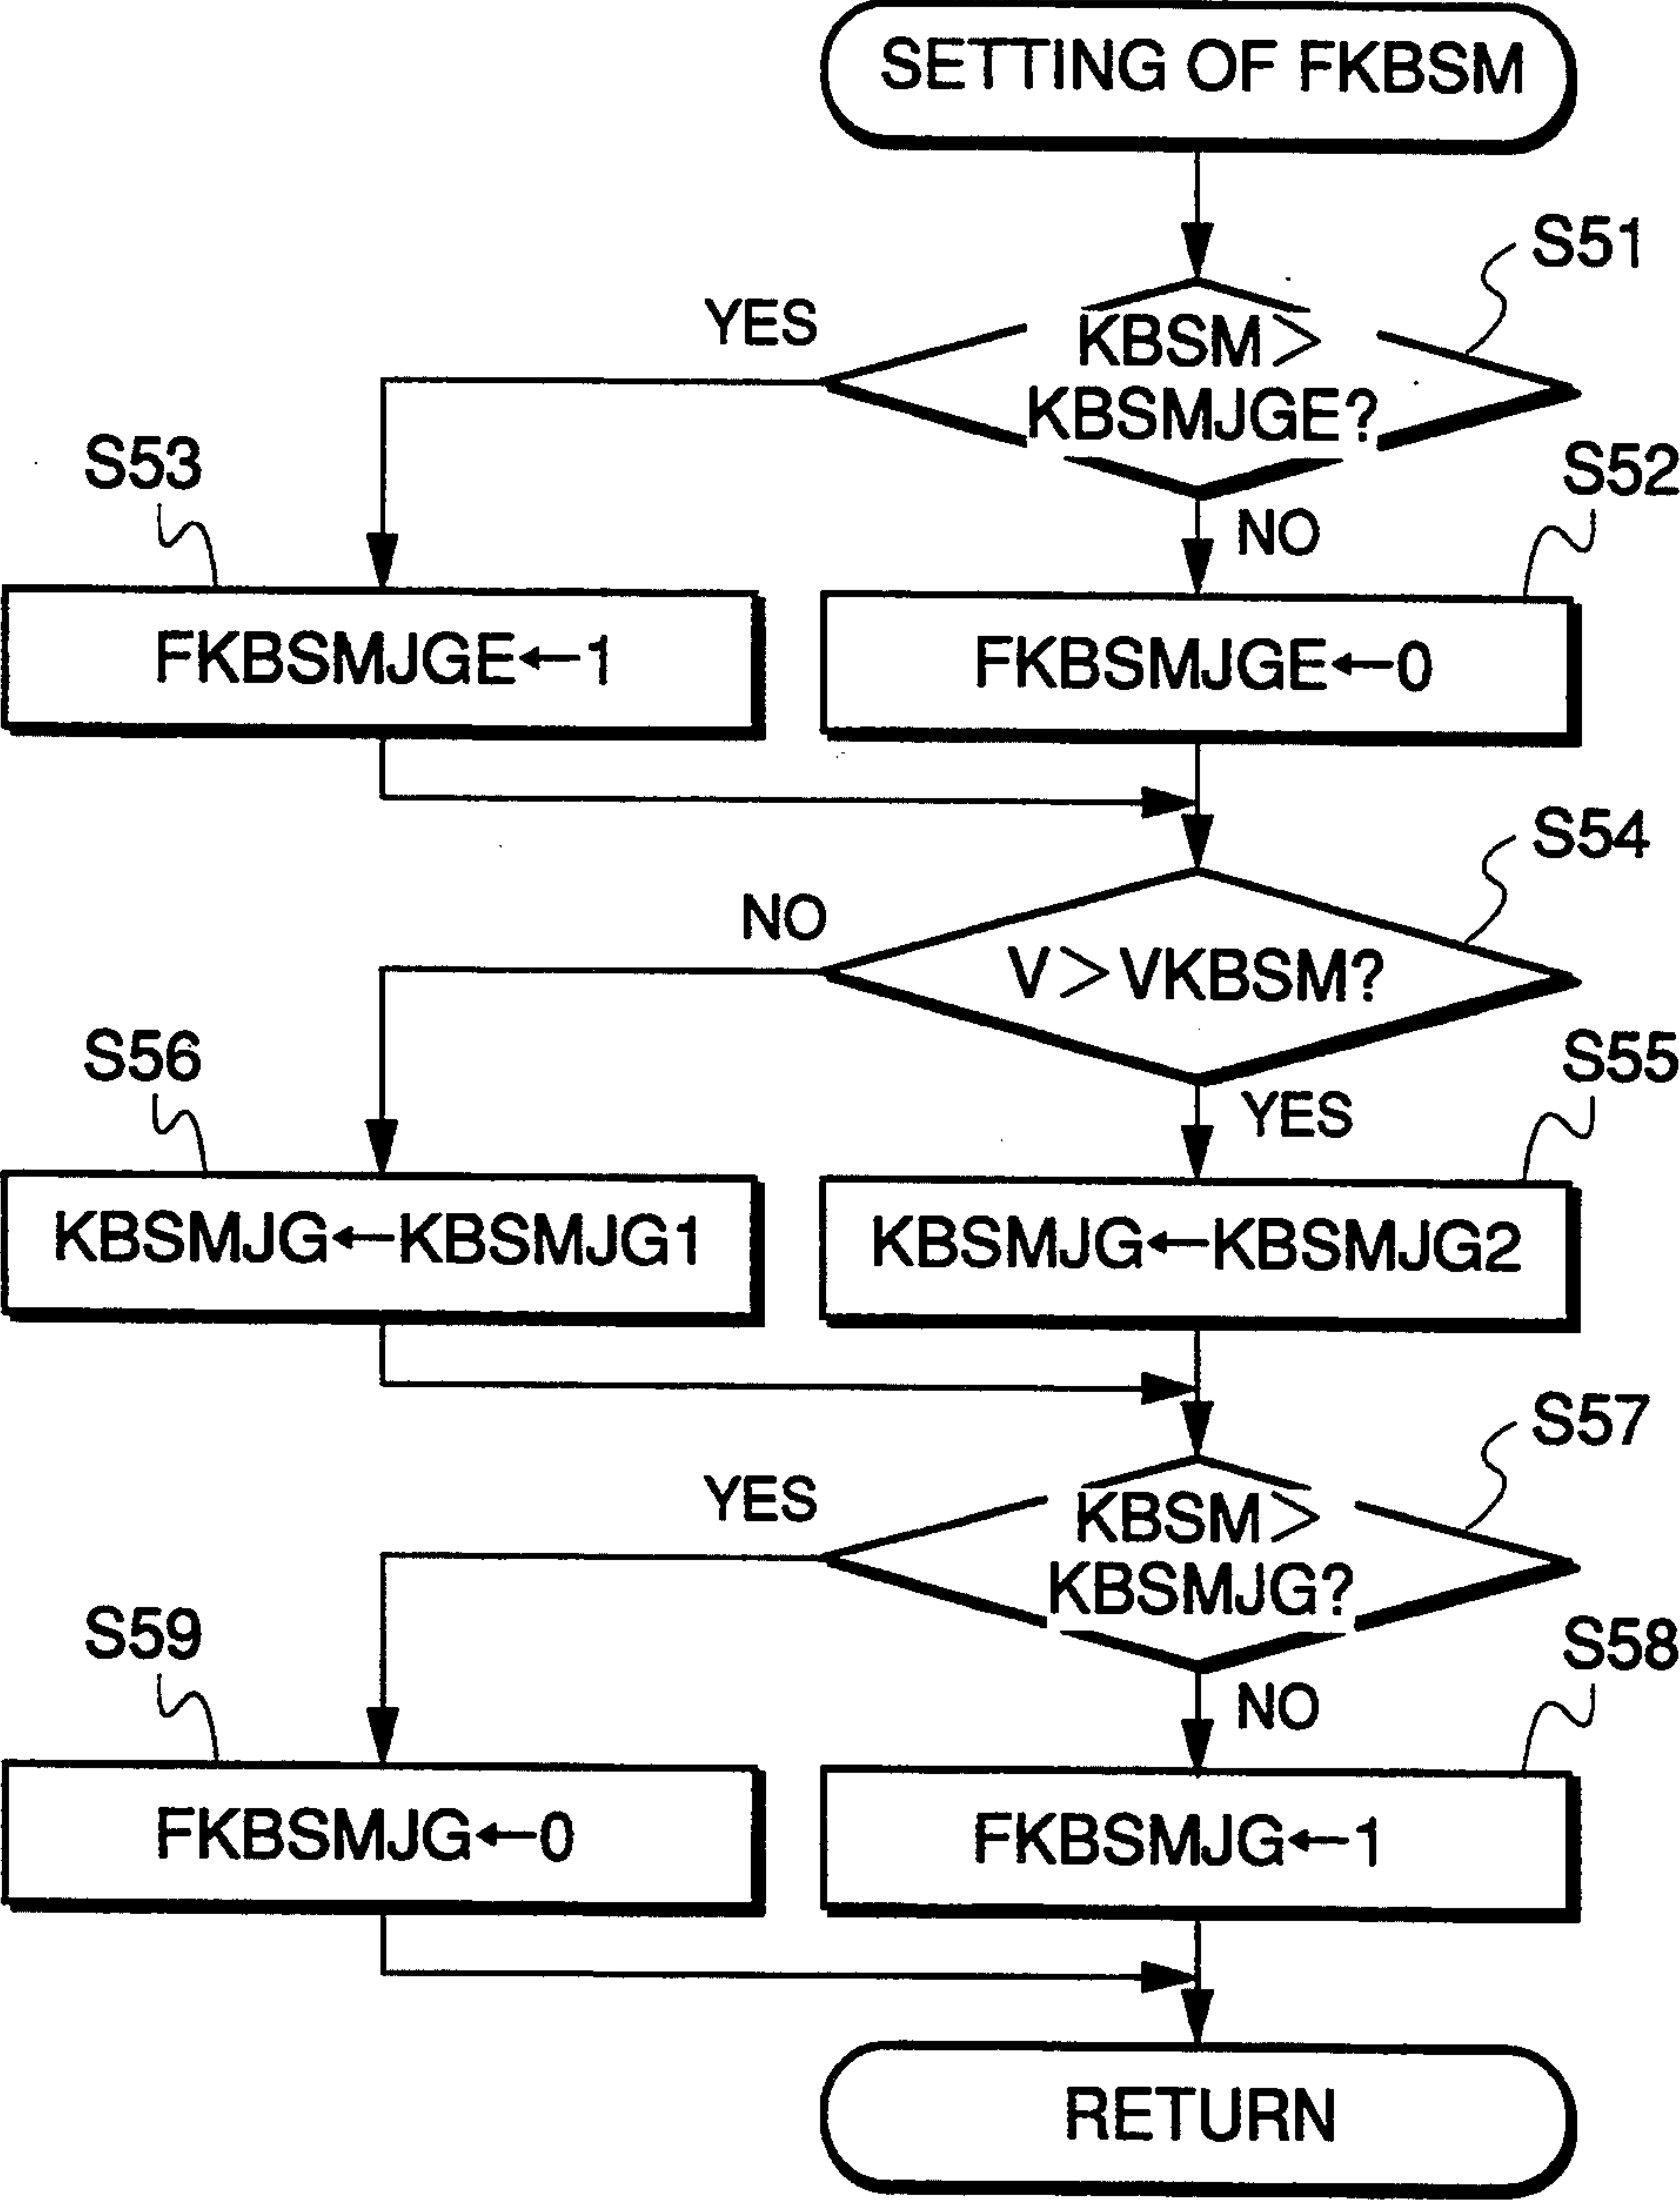 SETTING OF FKBSM
S51
YES
KBSM>
KBSMJGE?
S53
S52
NO
FKBSMJGE←1
FKBSMJGE←0
S54
NO
V>VKBSM?
S56
S55
YES
KBSMJG←KBSMJG1
KBSMJG←KBSMJG2
S57
YES
KBSM>
KBSMJG?
S59
S58
NO
FKBSMJG←0
FKBSMJG←1
RETURN